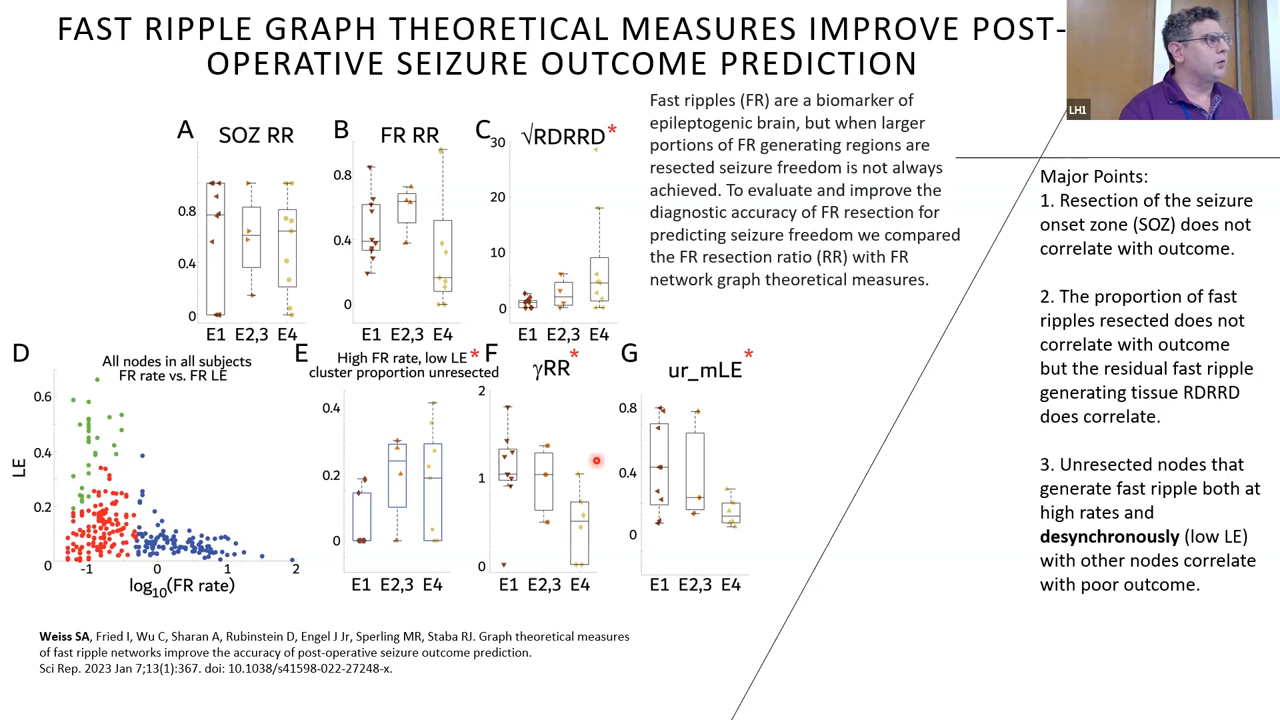 FAST RIPPLE GRAPH THEORETICAL MEASURES IMPROVE POST-
OPERATIVE SEIZURE OUTCOME PREDICTION
LH1
Fast ripples (FR) are a biomarker of
epileptogenic brain, but when larger
portions of FR generating regions are
resected seizure freedom is not always
achieved. To evaluate and improve the
diagnostic accuracy of FR resection for
predicting seizure freedom we compared
the FR resection ratio (RR) with FR
network graph theoretical measures.
A SOZ RR
0.8
0.4
0
E1 E2,3 E4
B FR RR
0.8
0.4
0
E1 E2,3 E4
C √RDRRD*
30
20
10
0
E1 E2,3 E4
D All nodes in all subjects
FR rate vs. FR LE
LE
0.6
0.4
0.2
0
-1 0 1 2
log10(FR rate)
E High FR rate, low LE *
cluster proportion unresected
0.4
0.2
0
E1 E2,3 E4
F γRR*
2
1
0
E1 E2,3 E4
G ur_mLE*
0.8
0.4
0
E1 E2,3 E4
Major Points:
1. Resection of the seizure
onset zone (SOZ) does not
correlate with outcome.
2. The proportion of fast
ripples resected does not
correlate with outcome
but the residual fast ripple
generating tissue RDRRD
does correlate.
3. Unresected nodes that
generate fast ripple both at
high rates and
desynchronously (low LE)
with other nodes correlate
with poor outcome.
Weiss SA, Fried I, Wu C, Sharan A, Rubinstein D, Engel J Jr, Sperling MR, Staba RJ. Graph theoretical measures
of fast ripple networks improve the accuracy of post-operative seizure outcome prediction.
Sci Rep. 2023 Jan 7;13(1):367. doi: 10.1038/s41598-022-27248-x.